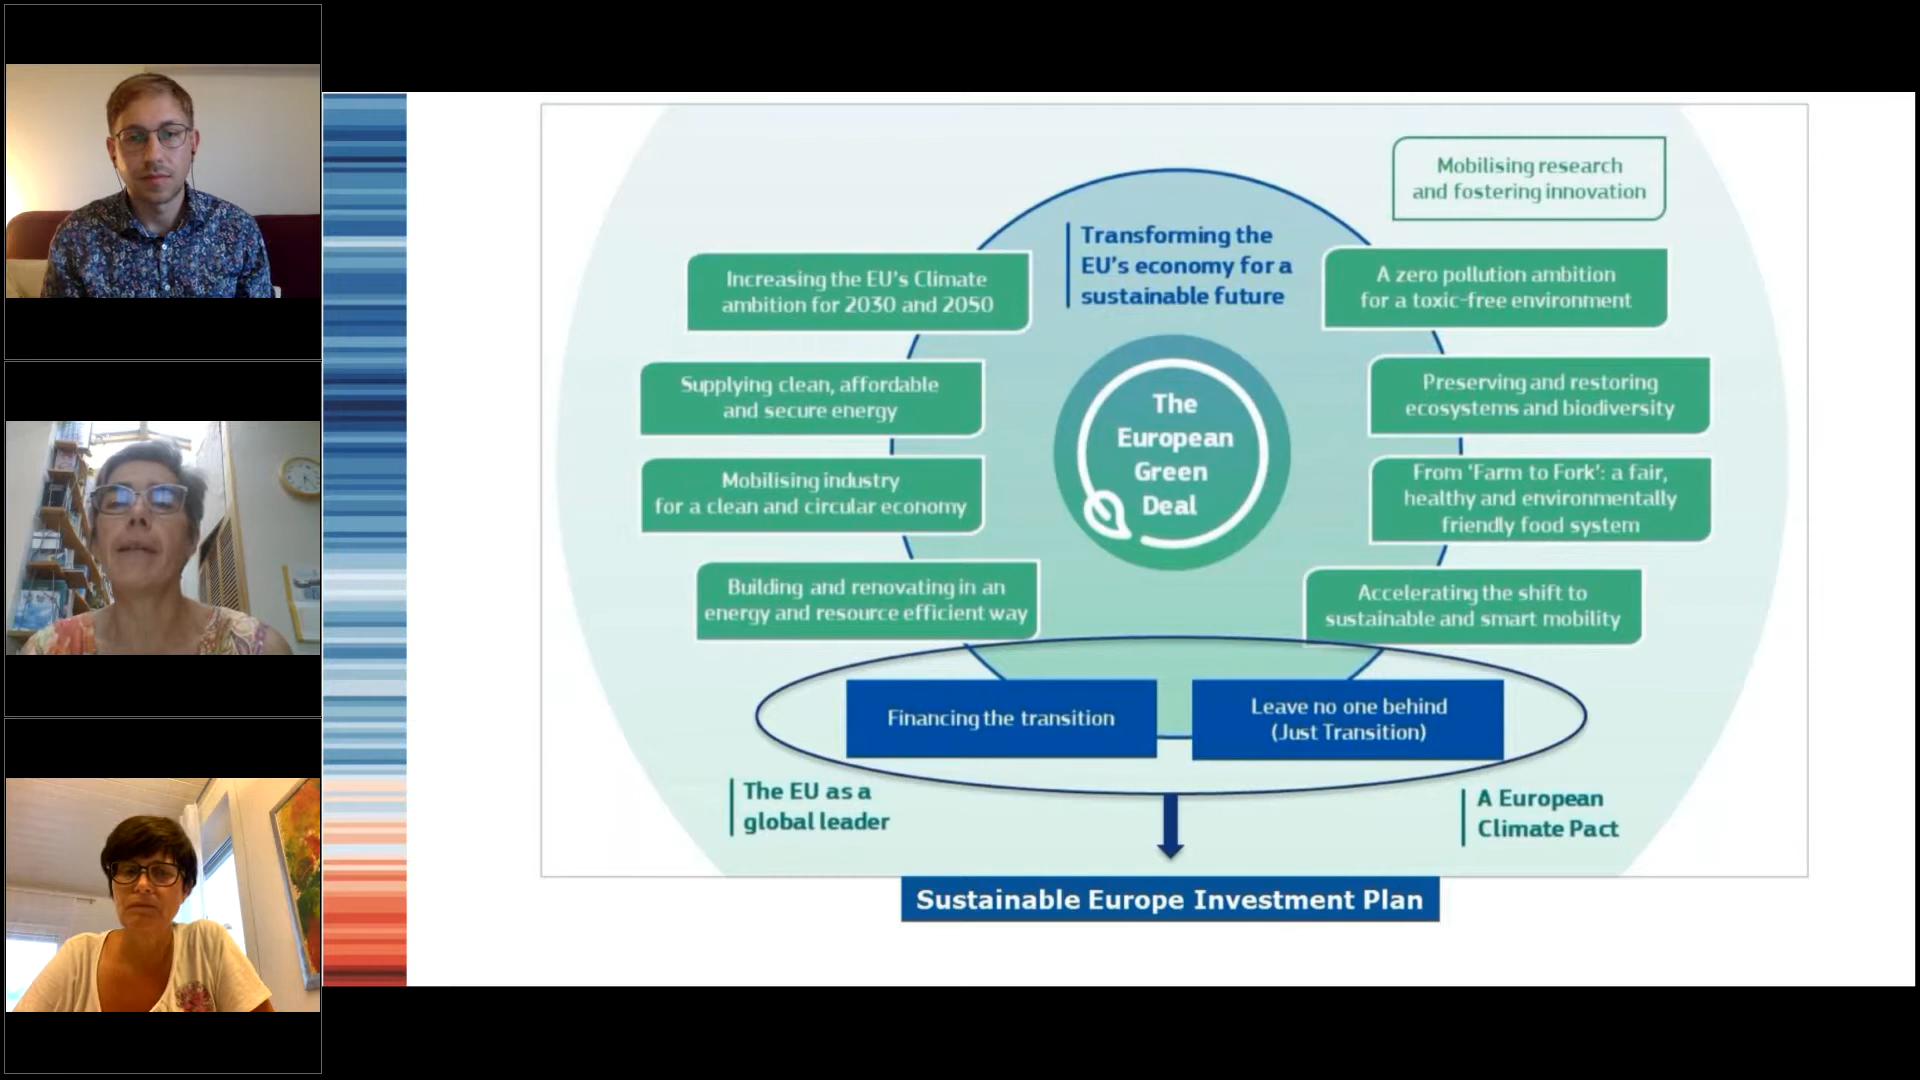 Mobilising research
and fostering innovation
Transforming the
EU's economy for a
sustainable future
Increasing the EU's Climate
ambition for 2030 and 2050
A zero pollution ambition
for a toxic-free environment
Supplying clean, affordable
and secure energy
Preserving and restoring
ecosystems and biodiversity
The
European
Green
Deal
Mobilising industry
for a clean and circular economy
From 'Farm to Fork': a fair,
healthy and environmentally
friendly food system
Building and renovating in an
energy and resource efficient way
Accelerating the shift to
sustainable and smart mobility
Financing the transition
Leave no one behind
(Just Transition)
The EU as a
global leader
A European
Climate Pact
Sustainable Europe Investment Plan